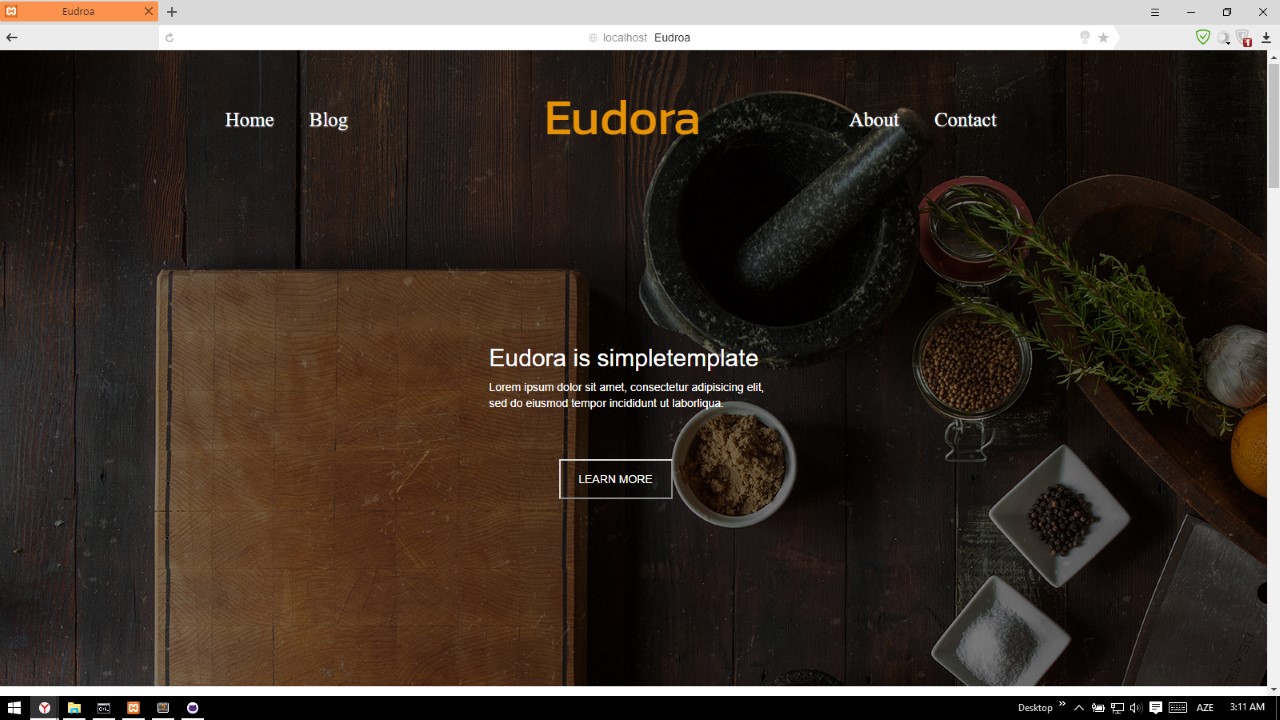 Eudroa
localhost Eudroa
Home Blog Eudora About Contact
Eudora is simpletemplate
Lorem ipsum dolor sit amet, consectetur adipisicing elit,
sed do eiusmod tempor incididunt ut laborliqua.
LEARN MORE
Desktop AZE 3:11 AM